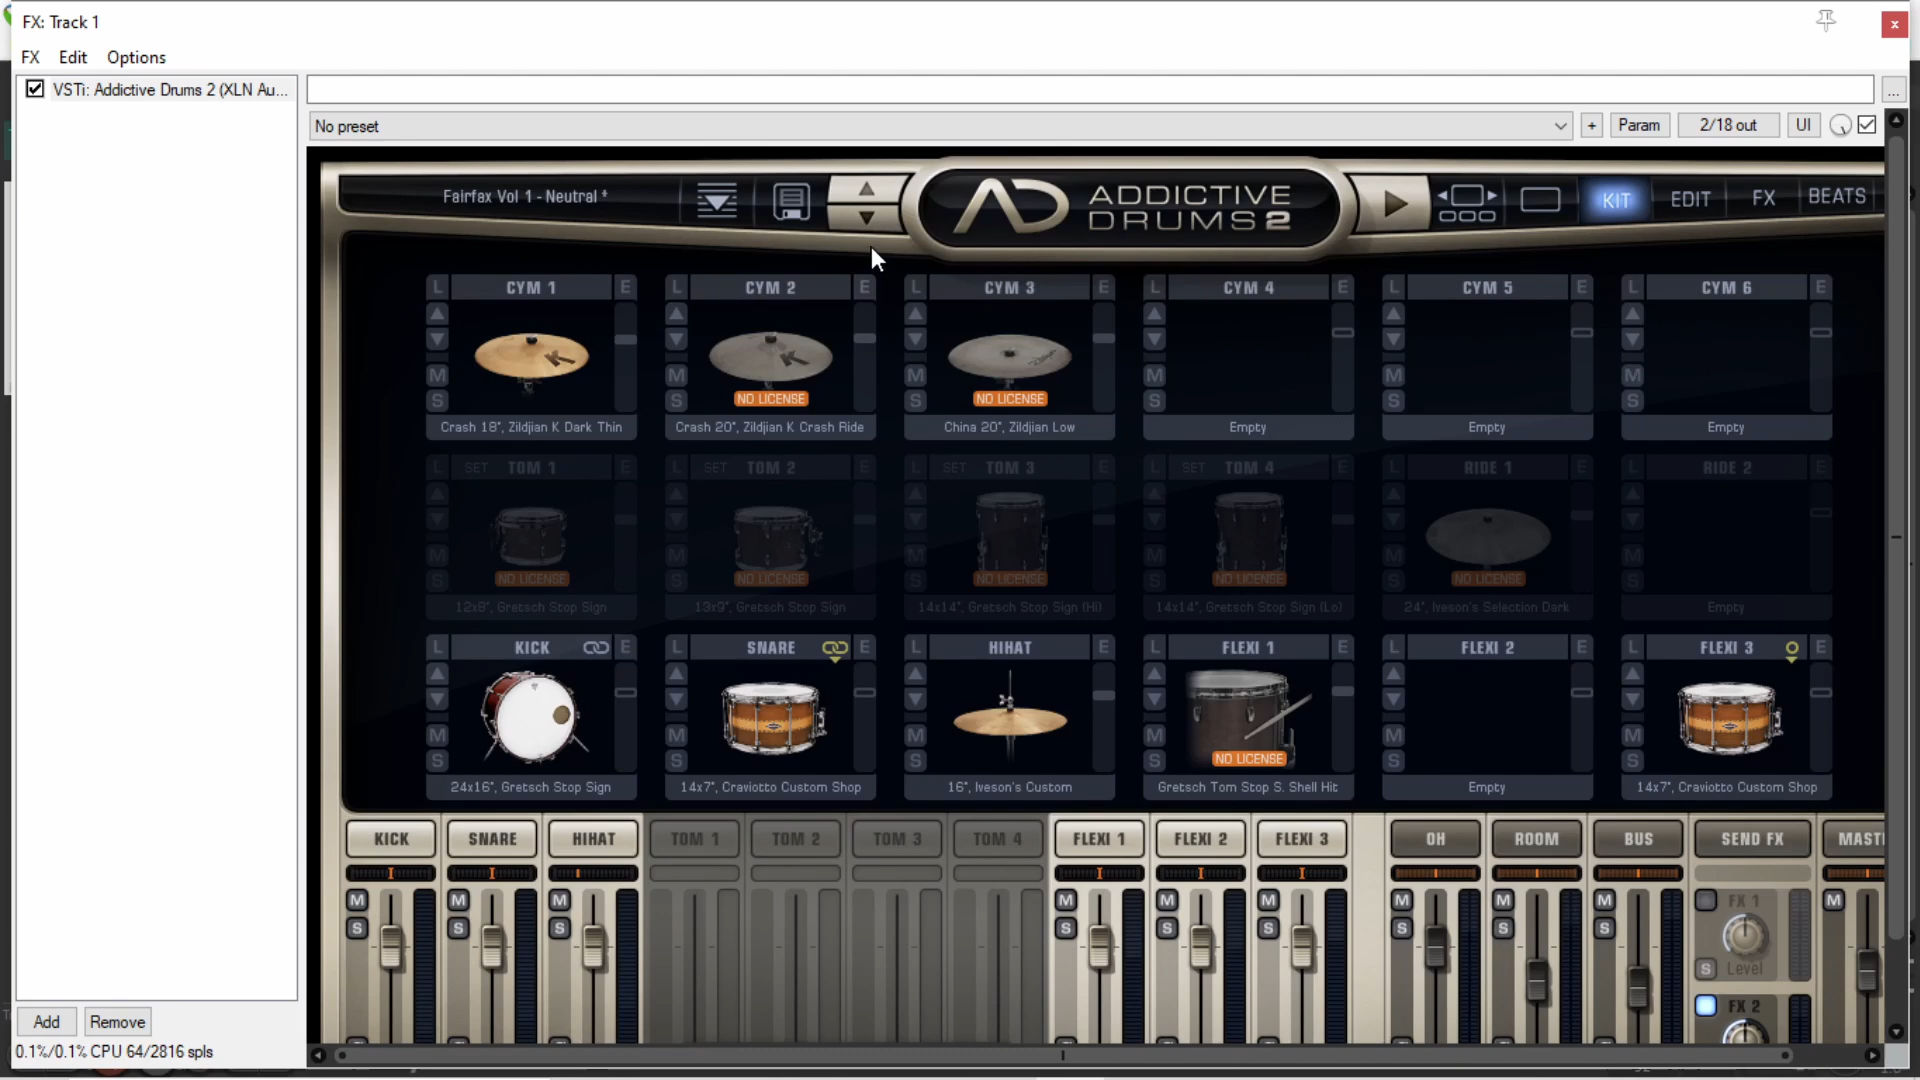 FX: Track 1
x
FX Edit Options
VSTi: Addictive Drums 2 (XLN Au...
...
No preset
+ Param 2/18 out UI
Fairfax Vol 1 - Neutral *
ADDICTIVE
DRUMS 2
KIT EDIT FX BEATS
L CYM 1 E L CYM 2 E L CYM 3 E L CYM 4 E L CYM 5 E L CYM 6 E
K K Zildjian
M M M M M M
NO LICENSE NO LICENSE
S S S S S S
Crash 18", Zildjian K Dark Thin Crash 20", Zildjian K Crash Ride China 20", Zildjian Low Empty Empty Empty
L SET TOM 1 E L SET TOM 2 E L SET TOM 3 E L SET TOM 4 E L RIDE 1 E L RIDE 2 E
M M M M M M
S NO LICENSE S NO LICENSE S NO LICENSE S NO LICENSE S NO LICENSE S
12x8", Gretsch Stop Sign 13x9", Gretsch Stop Sign 14x14", Gretsch Stop Sign (Hi) 14x14", Gretsch Stop Sign (Lo) 24", Iveson's Selection Dark Empty
L KICK E L SNARE E L HIHAT E L FLEXI 1 E L FLEXI 2 E L FLEXI 3 E
M M M M M M
S S S S NO LICENSE S S
24x16", Gretsch Stop Sign 14x7", Craviotto Custom Shop 16", Iveson's Custom Gretsch Tom Stop S. Shell Hit Empty 14x7", Craviotto Custom Shop
KICK SNARE HIHAT TOM 1 TOM 2 TOM 3 TOM 4 FLEXI 1 FLEXI 2 FLEXI 3 OH ROOM BUS SEND FX MAST
M M M M M M M M M FX 1 M
S S S S S S S S S
S Level
FX 2
Add Remove
0.1%/0.1% CPU 64/2816 spls